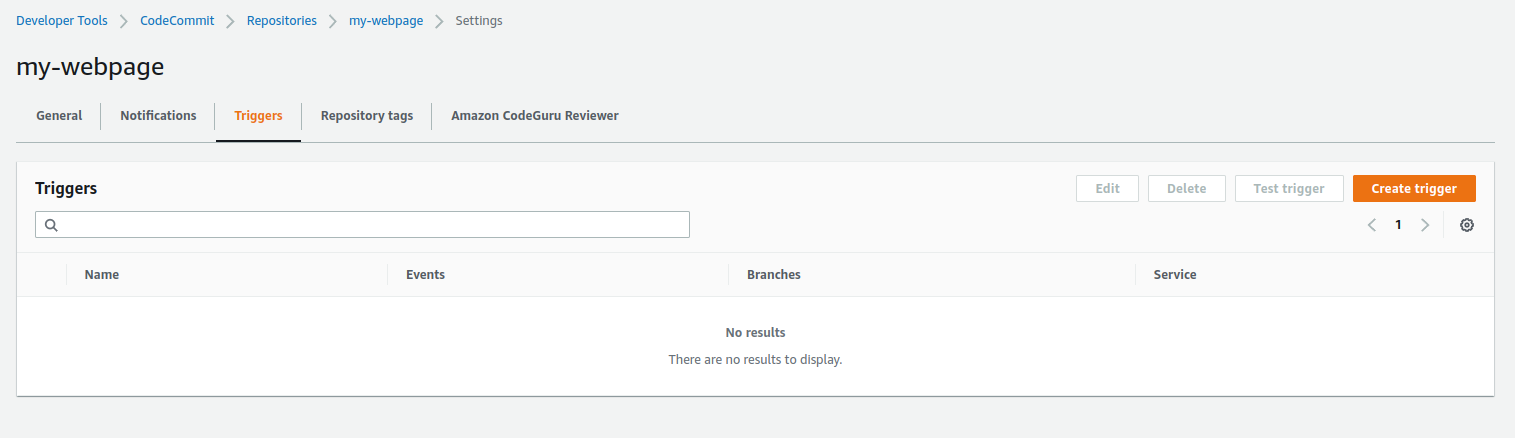 Developer Tools CodeCommit Repositories my-webpage Settings
my-webpage
General Notifications Triggers Repository tags Amazon CodeGuru Reviewer
Triggers Edit Delete Test trigger Create trigger
1
Name Events Branches Service
No results
There are no results to display.